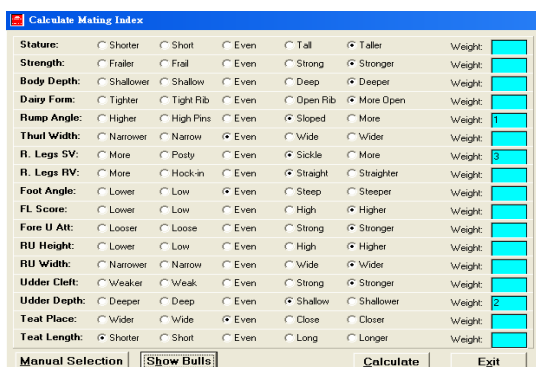 Calculate Mating Index
Stature: Shorter Short Even Tall Taller Weight:
Strength: Frailer Frail Even Strong Stronger Weight:
Body Depth: Shallower Shallow Even Deep Deeper Weight:
Dairy Form: Tighter Tight Rib Even Open Rib More Open Weight:
Rump Angle: Higher High Pins Even Sloped More Weight: 1
Thurl Width: Narrower Narrow Even Wide Wider Weight:
R. Legs SV: More Posty Even Sickle More Weight: 3
R. Legs RV: More Hock-in Even Straight Straighter Weight:
Foot Angle: Lower Low Even Steep Steeper Weight:
FL Score: Lower Low Even High Higher Weight:
Fore U Att: Looser Loose Even Strong Stronger Weight:
RU Height: Lower Low Even High Higher Weight:
RU Width: Narrower Narrow Even Wide Wider Weight:
Udder Cleft: Weaker Weak Even Strong Stronger Weight:
Udder Depth: Deeper Deep Even Shallow Shallower Weight: 2
Teat Place: Wider Wide Even Close Closer Weight:
Teat Length: Shorter Short Even Long Longer Weight:
Manual Selection Show Bulls Calculate Exit